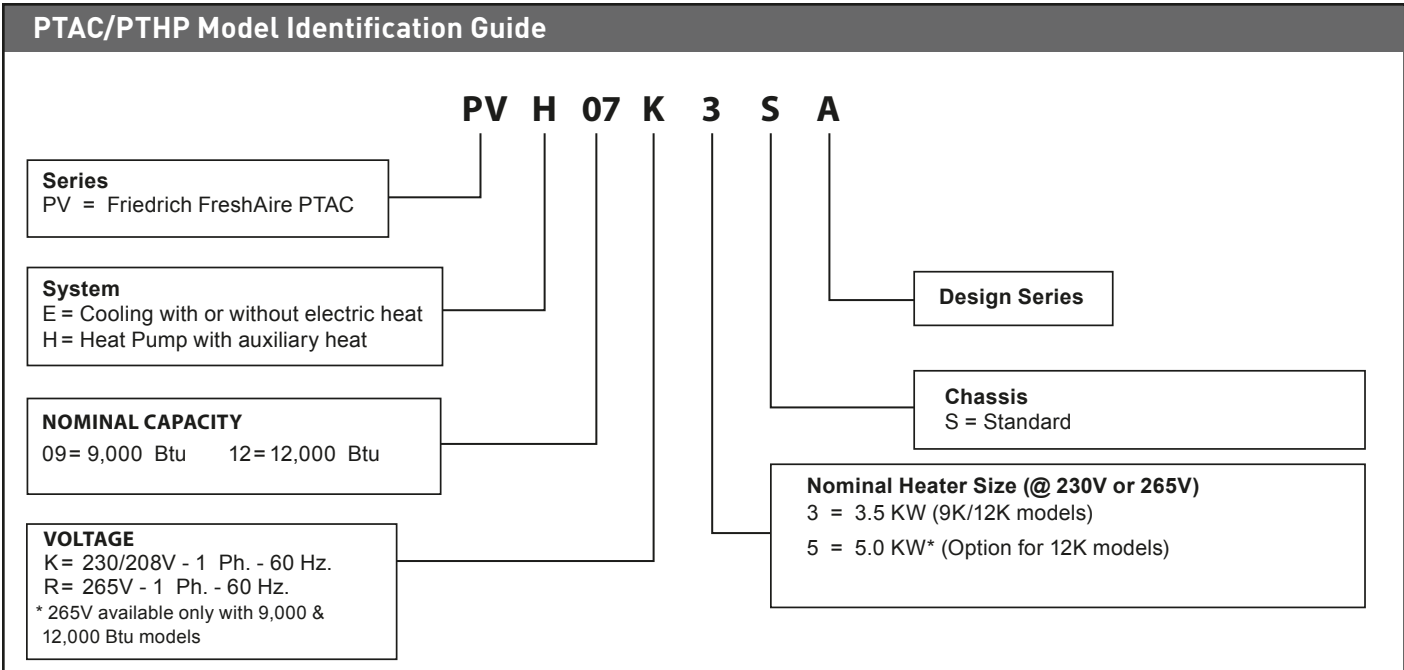 PTAC/PTHP Model Identification Guide
PV H 07 K 3 S A
Series
PV = Friedrich FreshAire PTAC
System
E = Cooling with or without electric heat
H = Heat Pump with auxiliary heat
NOMINAL CAPACITY
09= 9,000 Btu 12= 12,000 Btu
VOLTAGE
K = 230/208V - 1 Ph. - 60 Hz.
R = 265V - 1 Ph. - 60 Hz.
* 265V available only with 9,000 &
12,000 Btu models
Design Series
Chassis
S = Standard
Nominal Heater Size (@ 230V or 265V)
3 = 3.5 KW (9K/12K models)
5 = 5.0 KW* (Option for 12K models)